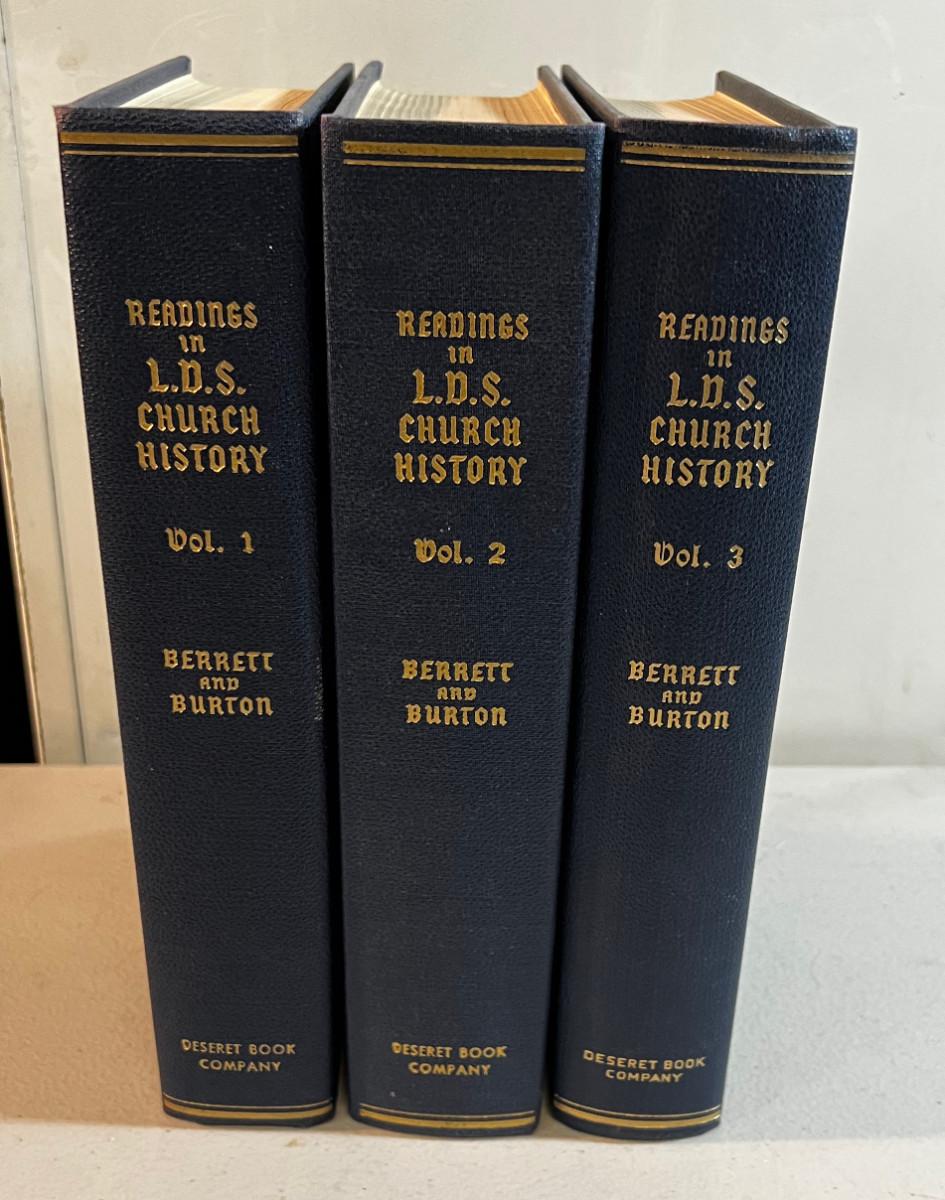 READINGS
in
L.D.S.
CHURCH
HISTORY
Vol. 1
BERRETT
AND
BURTON
DESERET BOOK
COMPANY
READINGS
in
L.D.S.
CHURCH
HISTORY
Vol. 2
BERRETT
AND
BURTON
DESERET BOOK
COMPANY
READINGS
in
L.D.S.
CHURCH
HISTORY
Vol. 3
BERRETT
AND
BURTON
DESERET BOOK
COMPANY